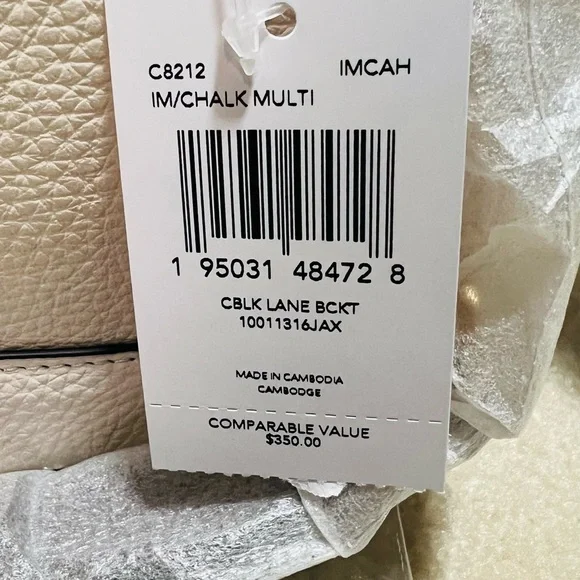 C8212 IMCAH
IM/CHALK MULTI
1 95031 48472 8
CBLK LANE BCKT
10011316JAX
MADE IN CAMBODIA
CAMBODGE
COMPARABLE VALUE
$350.00